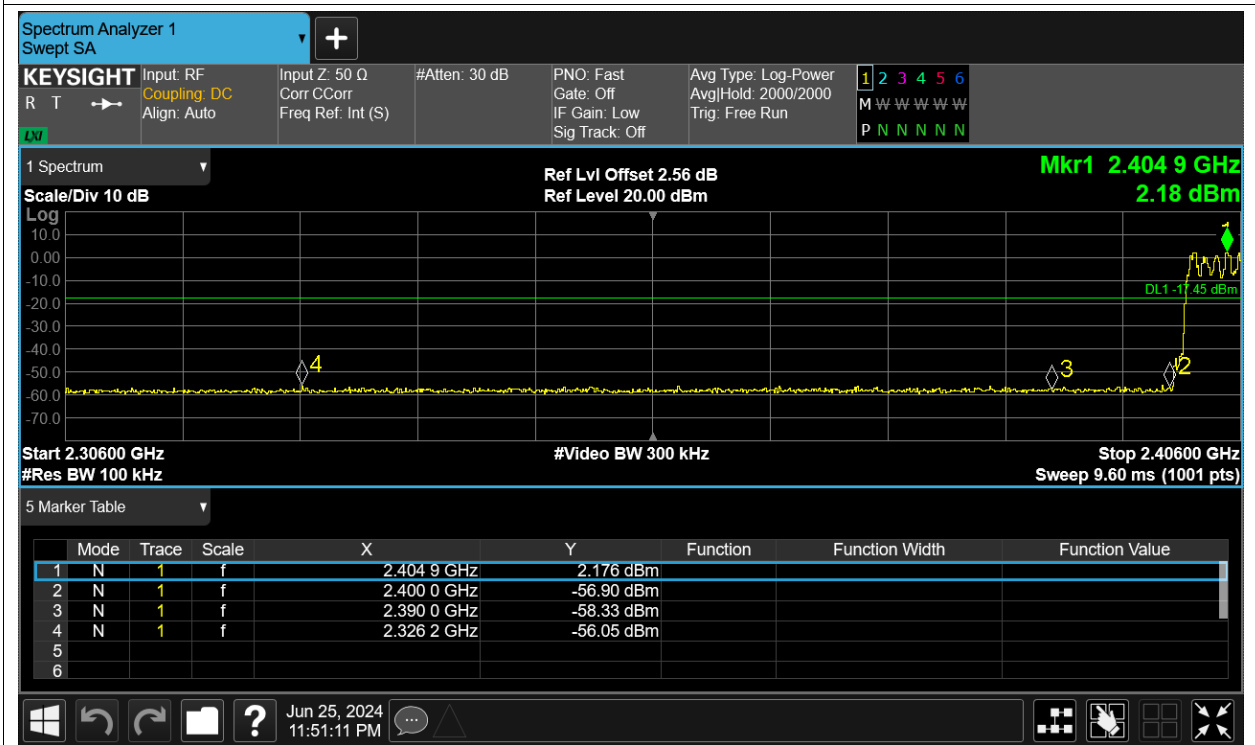 Spectrum Analyzer 1
Swept SA
KEYSIGHT
R T
LXI
Input: RF
Coupling: DC
Align: Auto
Input Z: 50 Ω
Corr CCorr
Freq Ref: Int (S)
#Atten: 30 dB
PNO: Fast
Gate: Off
IF Gain: Low
Sig Track: Off
Avg Type: Log-Power
Avg|Hold: 2000/2000
Trig: Free Run
1 2 3 4 5 6
M W W W W W
P N N N N N
1 Spectrum
Scale/Div 10 dB
Ref Lvl Offset 2.56 dB
Ref Level 20.00 dBm
Mkr1 2.404 9 GHz
2.18 dBm
Log
10.0
0.00
-10.0
-20.0
-30.0
-40.0
-50.0
-60.0
-70.0
1
DL1 -17.45 dBm
4
3
2
Start 2.30600 GHz
#Video BW 300 kHz
Stop 2.40600 GHz
#Res BW 100 kHz
Sweep 9.60 ms (1001 pts)
5 Marker Table
Mode Trace Scale X Y Function Function Width Function Value
1 N 1 f 2.404 9 GHz 2.176 dBm
2 N 1 f 2.400 0 GHz -56.90 dBm
3 N 1 f 2.390 0 GHz -58.33 dBm
4 N 1 f 2.326 2 GHz -56.05 dBm
5
6
?
Jun 25, 2024
11:51:11 PM